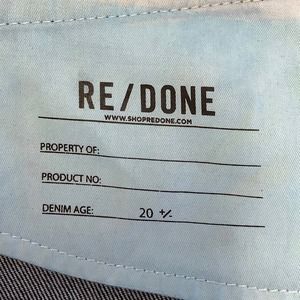 RE/DONE
WWW.SHOPREDONE.COM
PROPERTY OF:
PRODUCT NO:
DENIM AGE: 20 +/-